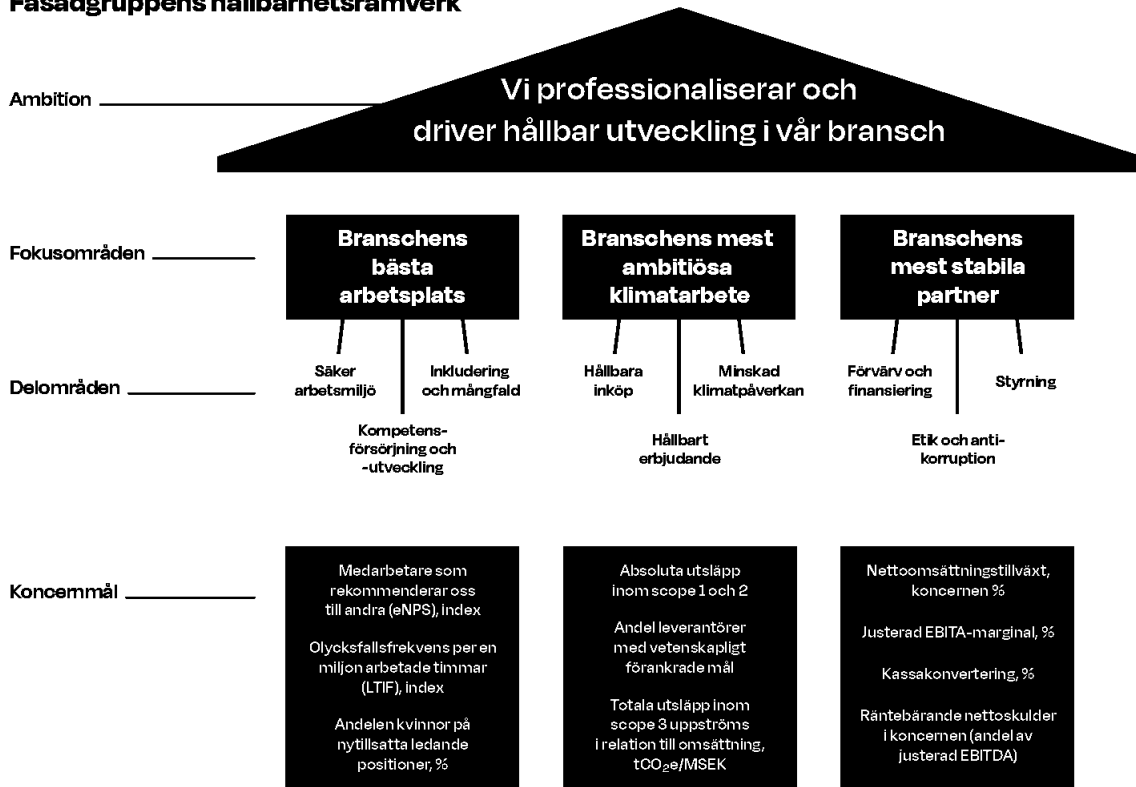 Fasadgruppens hållbarhetsramverk
Ambition
Vi professionaliserar och
driver hållbar utveckling i vår bransch
Fokusområden
Branschens
bästa
arbetsplats
Branschens mest
ambitiösa
klimatarbete
Branschens
mest stabila
partner
Delområden
Säker
arbetsmiljö
Inkludering
och mångfald
Kompetens-
försörjning och
-utveckling
Hållbara
inköp
Minskad
klimatpåverkan
Hållbart
erbjudande
Förvärv och
finansiering
Styrning
Etik och anti-
korruption
Koncernmål
Medarbetare som
rekommenderar oss
till andra (eNPS), index
Olycksfallsfrekvens per en
miljon arbetade timmar
(LTIF), index
Andelen kvinnor på
nytillsatta ledande
positioner, %
Absoluta utsläpp
inom scope 1 och 2
Andel leverantörer
med vetenskapligt
förankrade mål
Totala utsläpp inom
scope 3 uppströms
i relation till omsättning,
tCO₂e/MSEK
Nettoomsättningstillväxt,
koncernen %
Justerad EBITA-marginal, %
Kassakonvertering, %
Räntebärande nettoskulder
i koncernen (andel av
justerad EBITDA)